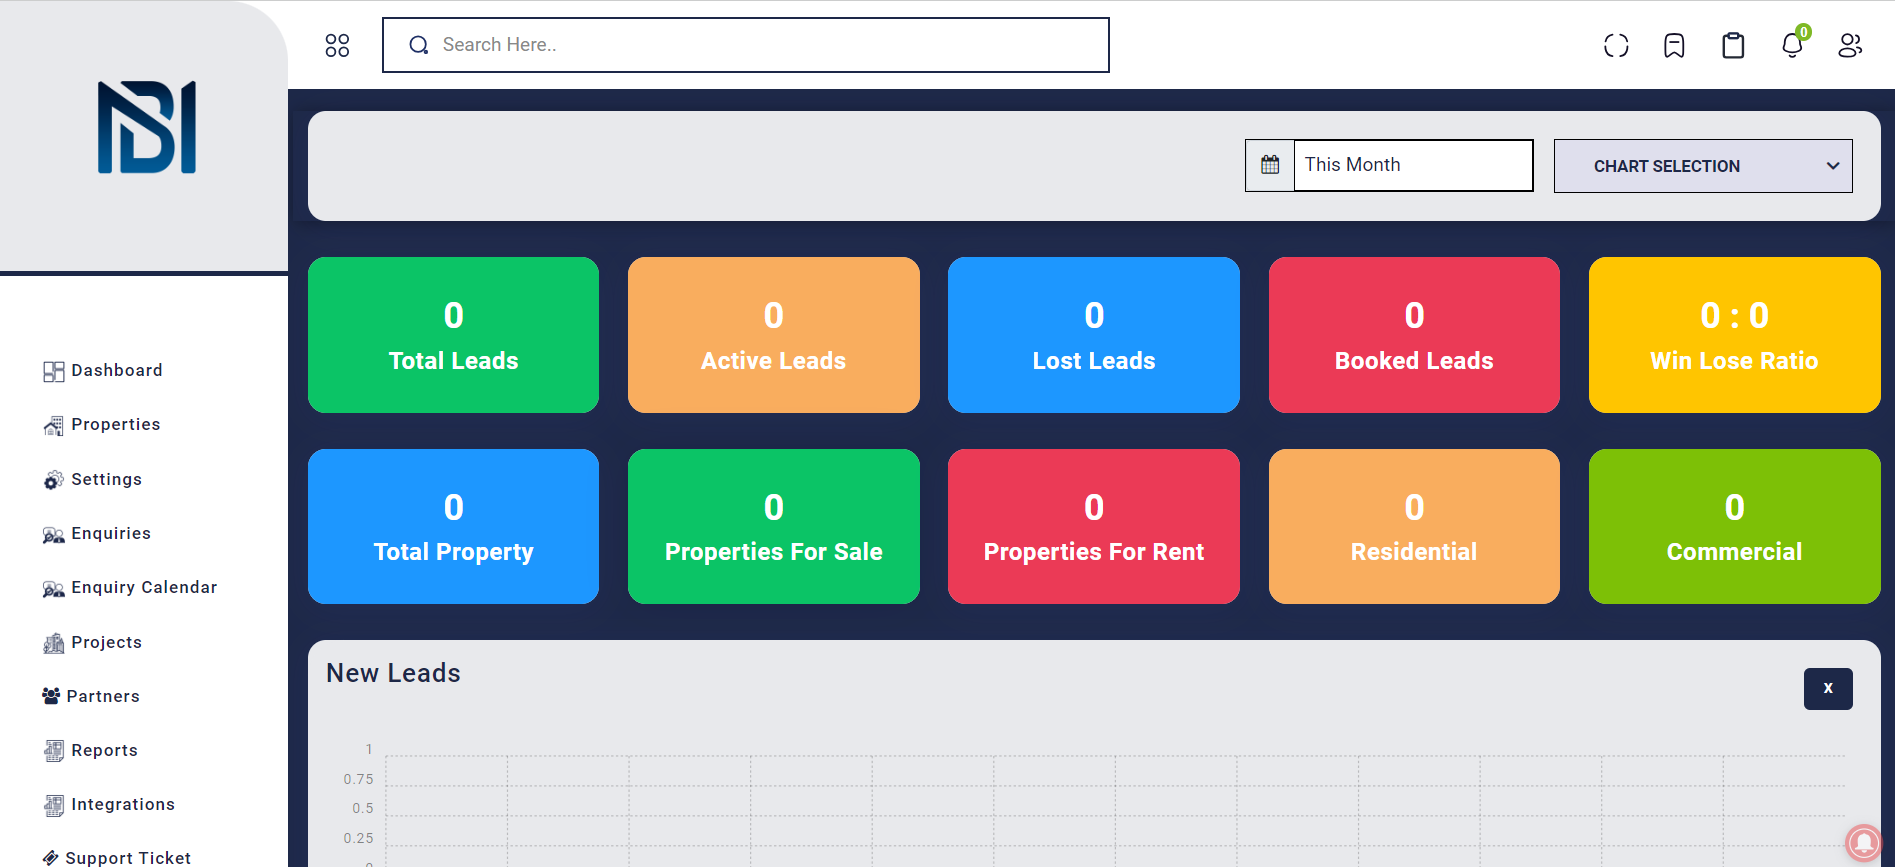 Search Here..
0
This Month
CHART SELECTION
0
Total Leads
0
Active Leads
0
Lost Leads
0
Booked Leads
0 : 0
Win Lose Ratio
0
Total Property
0
Properties For Sale
0
Properties For Rent
0
Residential
0
Commercial
Dashboard
Properties
Settings
Enquiries
Enquiry Calendar
Projects
Partners
Reports
Integrations
Support Ticket
New Leads
x
1
0.75
0.5
0.25